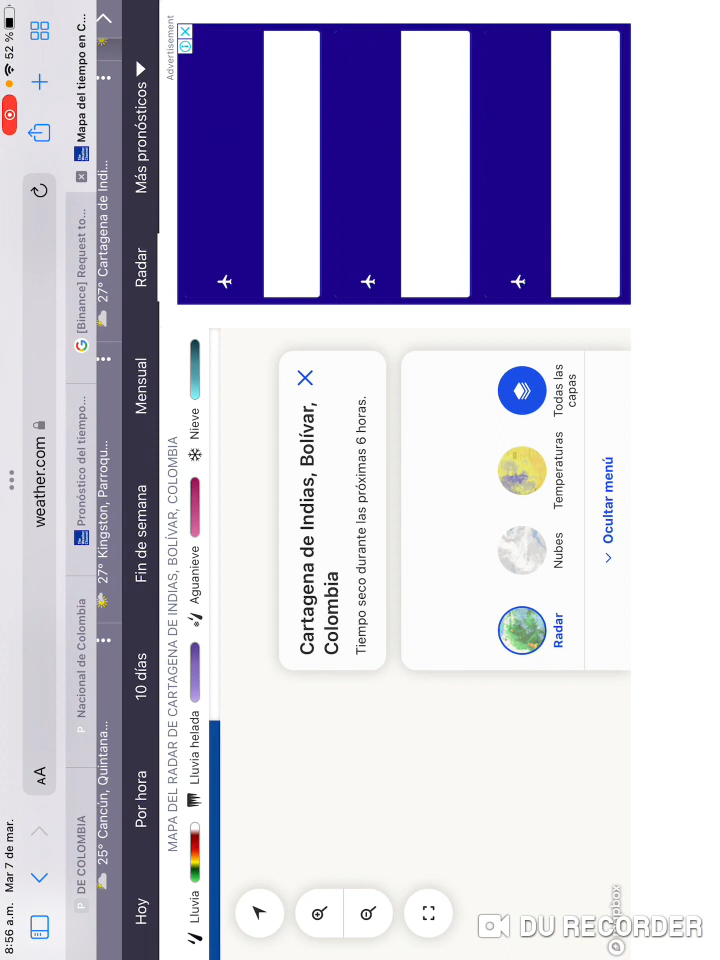 8:56 a.m. Mar 7 de mar.
52 %
AA
weather.com
P DE COLOMBIA
P Nacional de Colombia
Pronóstico del tiempo...
G [Binance] Request to...
Mapa del tiempo en C...
25° Cancún, Quintana...
27° Kingston, Parroqu...
27° Cartagena de Indi...
Hoy
Por hora
10 días
Fin de semana
Mensual
Radar
Más pronósticos
Advertisement
MAPA DEL RADAR DE CARTAGENA DE INDIAS, BOLÍVAR, COLOMBIA
Lluvia
Lluvia helada
Aguanieve
Nieve
Cartagena de Indias, Bolívar,
Colombia
Tiempo seco durante las próximas 6 horas.
Radar
Nubes
Temperaturas
Todas las
capas
Ocultar menú
DU RECORDER